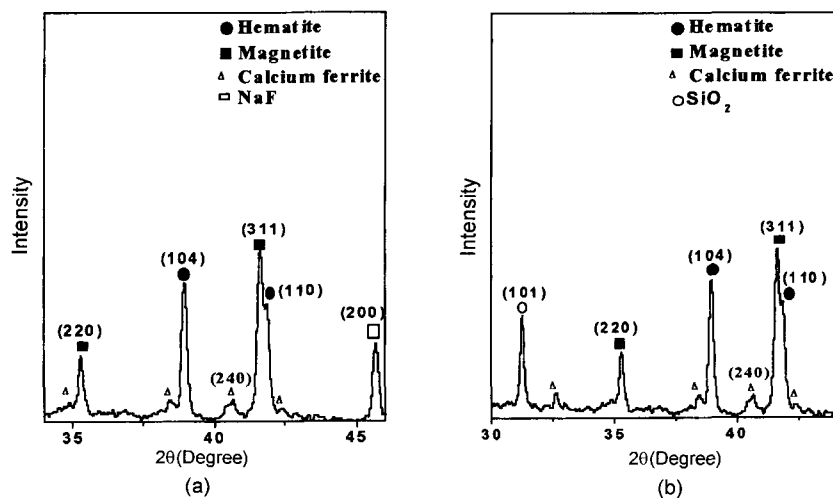 Hematite
Magnetite
Calcium ferrite
NaF
Intensity
(220)
(104)
(240)
(311)
(110)
(200)
35
40
45
2θ(Degree)
(a)
Hematite
Magnetite
Calcium ferrite
SiO2
Intensity
(101)
(220)
(104)
(240)
(311)
(110)
30
35
40
2θ(Degree)
(b)